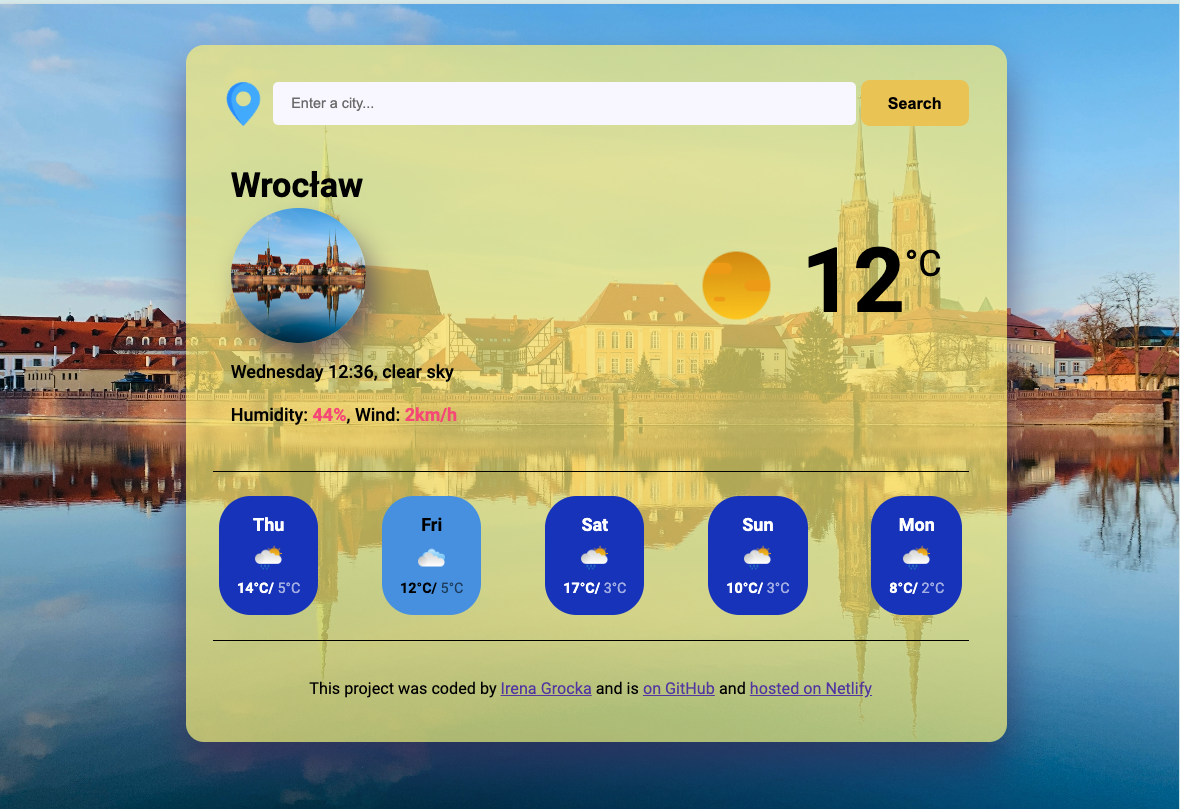 Enter a city...
Search
Wrocław
12°C
Wednesday 12:36, clear sky
Humidity: 44%, Wind: 2km/h
Thu
14°C/ 5°C
Fri
12°C/ 5°C
Sat
17°C/ 3°C
Sun
10°C/ 3°C
Mon
8°C/ 2°C
This project was coded by Irena Grocka and is on GitHub and hosted on Netlify